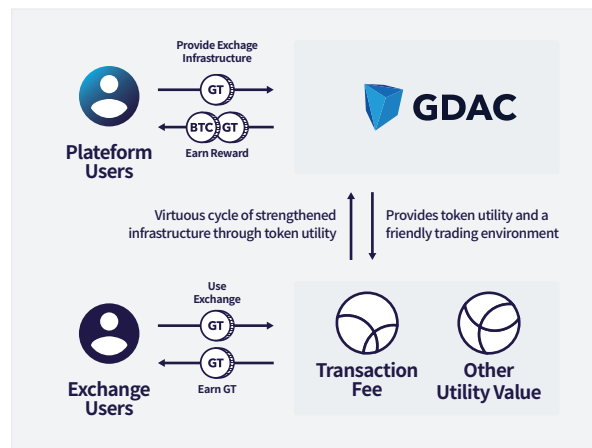 Provide Exchage
Infrastructure
GT
BTC GT
Earn Reward
Plateform
Users
GDAC
Virtuous cycle of strengthened
infrastructure through token utility
Provides token utility and a
friendly trading environment
Use
Exchange
GT
GT
Earn GT
Exchange
Users
Transaction
Fee
Other
Utility Value